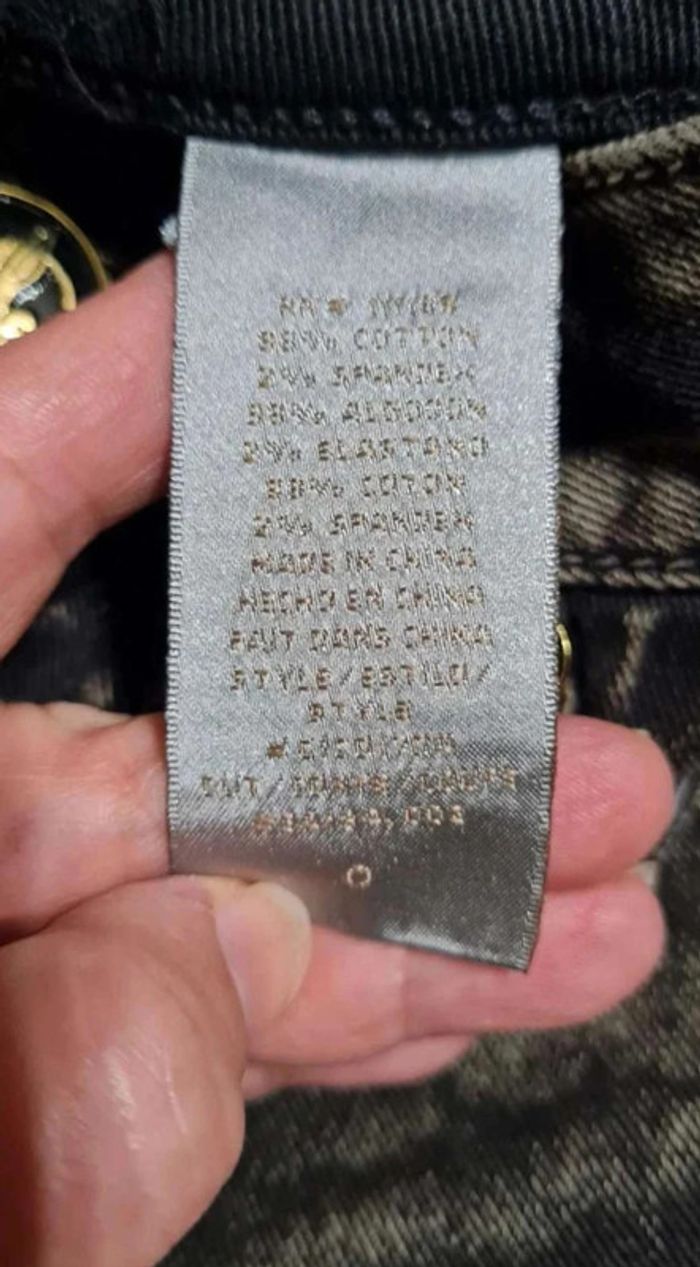 98% COTTON
2% SPANDEX
98% ALGODON
2% ELASTANO
98% COTON
2% SPANDEX
MADE IN CHINA
HECHO EN CHINA
FAIT DANS CHINA
STYLE/ESTILO/
STYLE
CUT